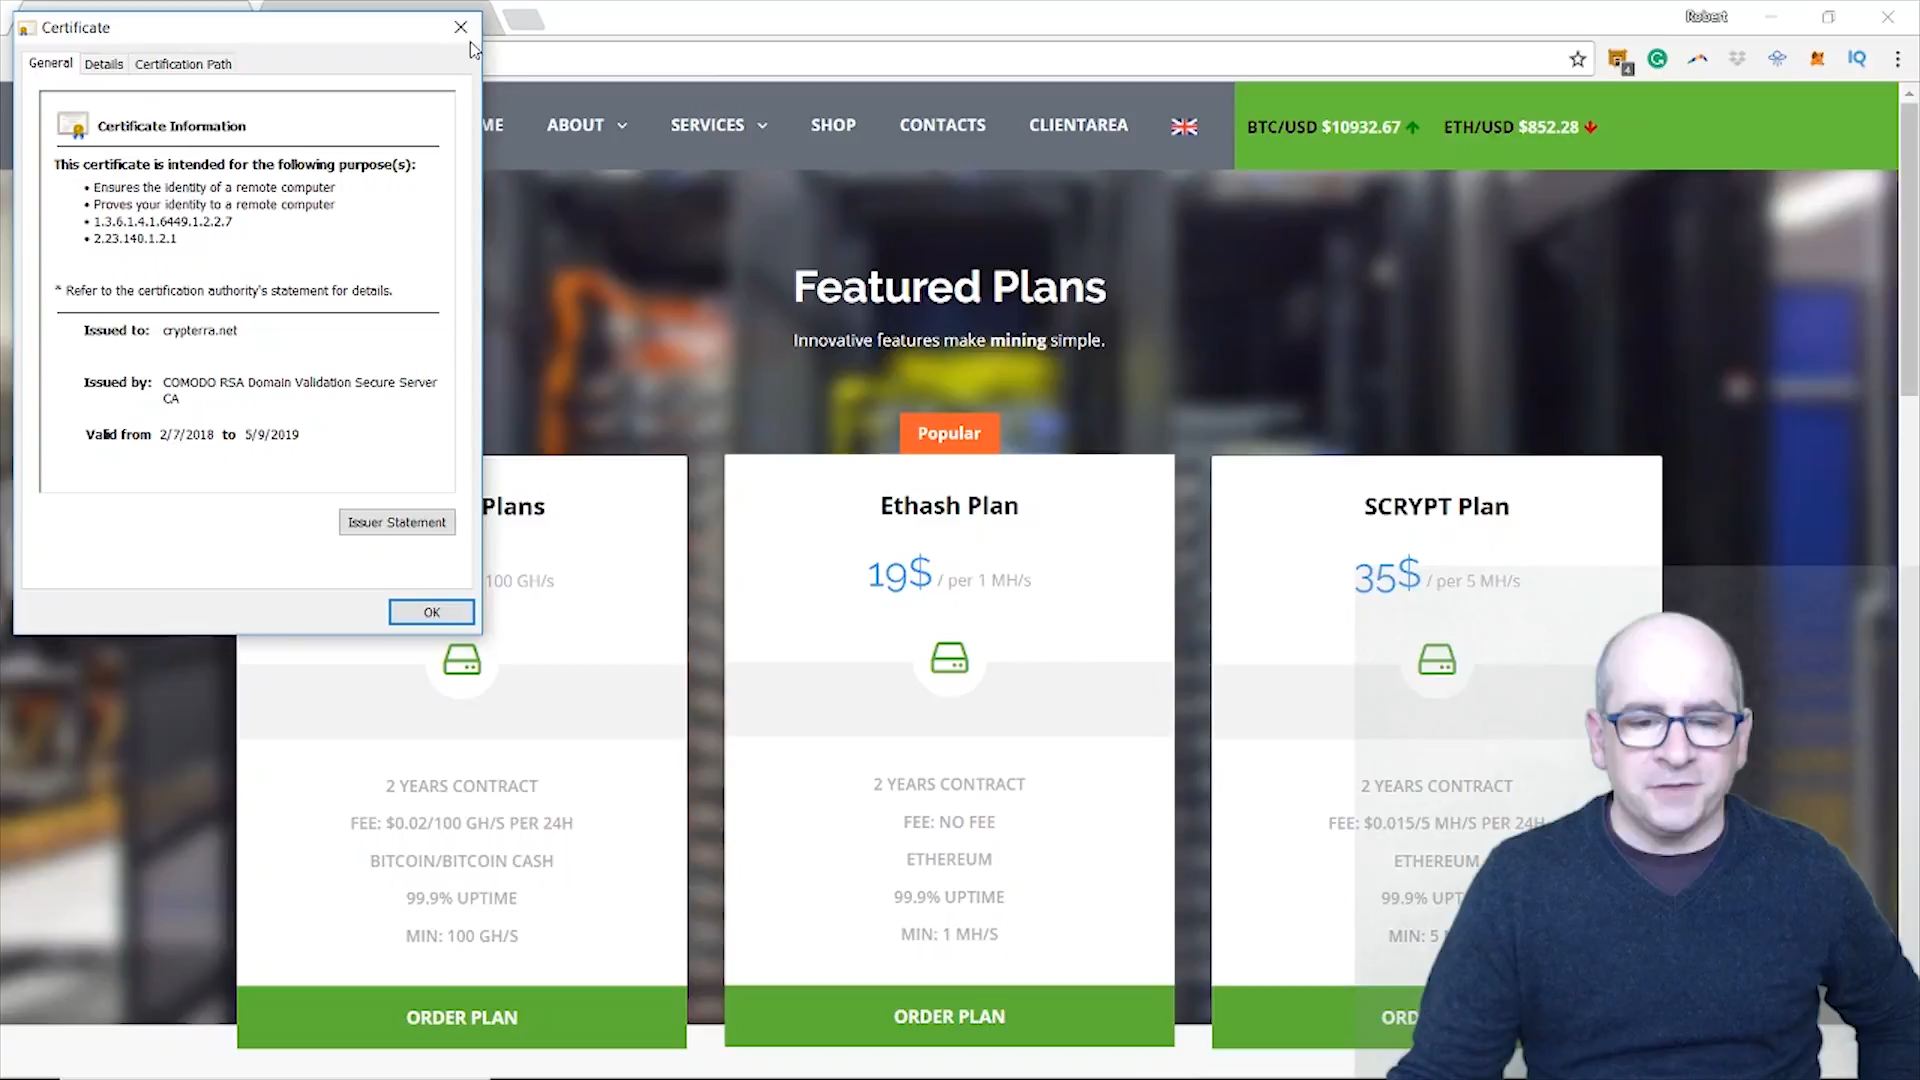 Certificate
Robert
General Details Certification Path
4
IQ
Certificate Information
This certificate is intended for the following purpose(s):
• Ensures the identity of a remote computer
• Proves your identity to a remote computer
• 1.3.6.1.4.1.6449.1.2.2.7
• 2.23.140.1.2.1
* Refer to the certification authority's statement for details.
Issued to: crypterra.net
Issued by: COMODO RSA Domain Validation Secure Server
CA
Valid from 2/7/2018 to 5/9/2019
Issuer Statement
OK
ME ABOUT SERVICES SHOP CONTACTS CLIENTAREA
BTC/USD $10932.67 ETH/USD $852.28
Featured Plans
Innovative features make mining simple.
Plans
100 GH/s
2 YEARS CONTRACT
FEE: $0.02/100 GH/S PER 24H
BITCOIN/BITCOIN CASH
99.9% UPTIME
MIN: 100 GH/S
ORDER PLAN
Popular
Ethash Plan
19$ / per 1 MH/s
2 YEARS CONTRACT
FEE: NO FEE
ETHEREUM
99.9% UPTIME
MIN: 1 MH/S
ORDER PLAN
SCRYPT Plan
35$ / per 5 MH/s
2 YEARS CONTRACT
FEE: $0.015/5 MH/S PER 24H
ETHEREUM
99.9% UPT
MIN: 5
ORD